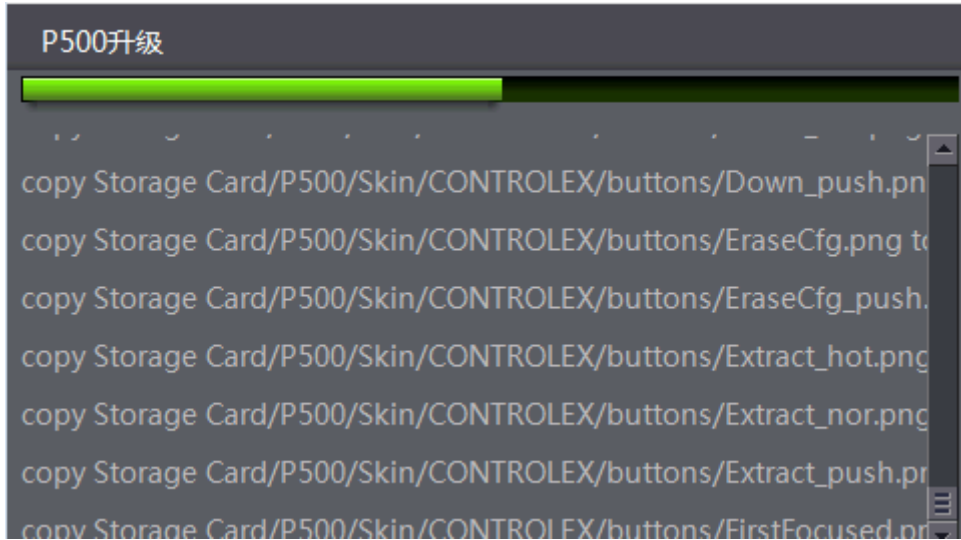 P500升级
copy Storage Card/P500/Skin/CONTROLEX/buttons/Down_push.pn
copy Storage Card/P500/Skin/CONTROLEX/buttons/EraseCfg.png to
copy Storage Card/P500/Skin/CONTROLEX/buttons/EraseCfg_push.
copy Storage Card/P500/Skin/CONTROLEX/buttons/Extract_hot.png
copy Storage Card/P500/Skin/CONTROLEX/buttons/Extract_nor.png
copy Storage Card/P500/Skin/CONTROLEX/buttons/Extract_push.pn
copy Storage Card/P500/Skin/CONTROLEX/buttons/FirstFocused.pn